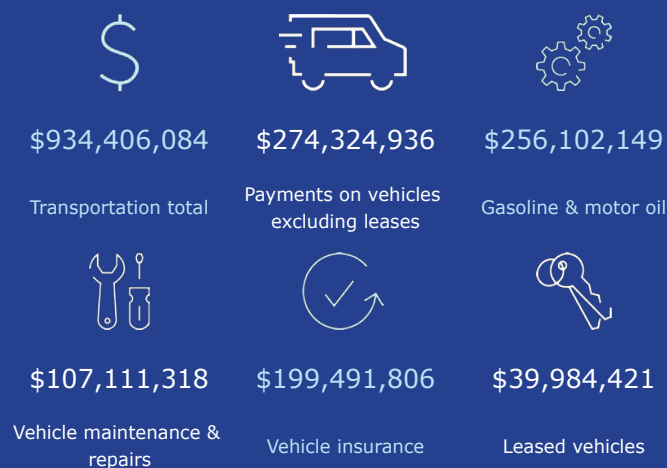 $934,406,084
$274,324,936
$256,102,149
Transportation total
Payments on vehicles
excluding leases
Gasoline & motor oil
$107,111,318
$199,491,806
$39,984,421
Vehicle maintenance &
repairs
Vehicle insurance
Leased vehicles